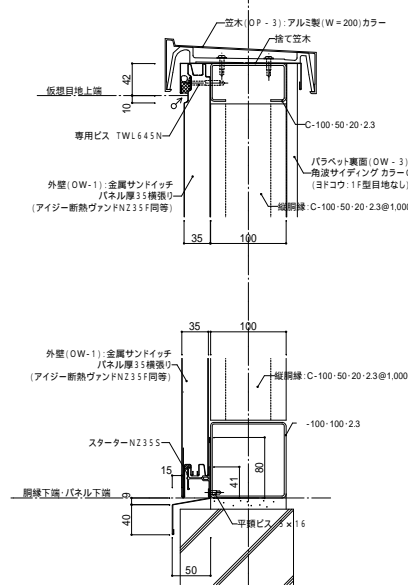 笠木(OP-3):アルミ製(W=200)カラー
捨て笠木
42
仮想目地上端
10
専用ビス TWL645N
C-100·50·20·2.3
パラペット裏面(OW-3)
角波サイディング カラーG
(ヨドコウ:1F型目地なし)
外壁(OW-1):金属サンドイッチ
パネル厚35横張り
(アイジー断熱ヴァンドNZ35F同等)
縦胴縁:C-100·50·20·2.3@1,000
35
100
35
100
外壁(OW-1):金属サンドイッチ
パネル厚35横張り
(アイジー断熱ヴァンドNZ35F同等)
縦胴縁:C-100·50·20·2.3@1,000
-100·100·2.3
スターターNZ35S
15
80
41
胴縁下端·パネル下端
9
40
平頭ビス 5×16
50